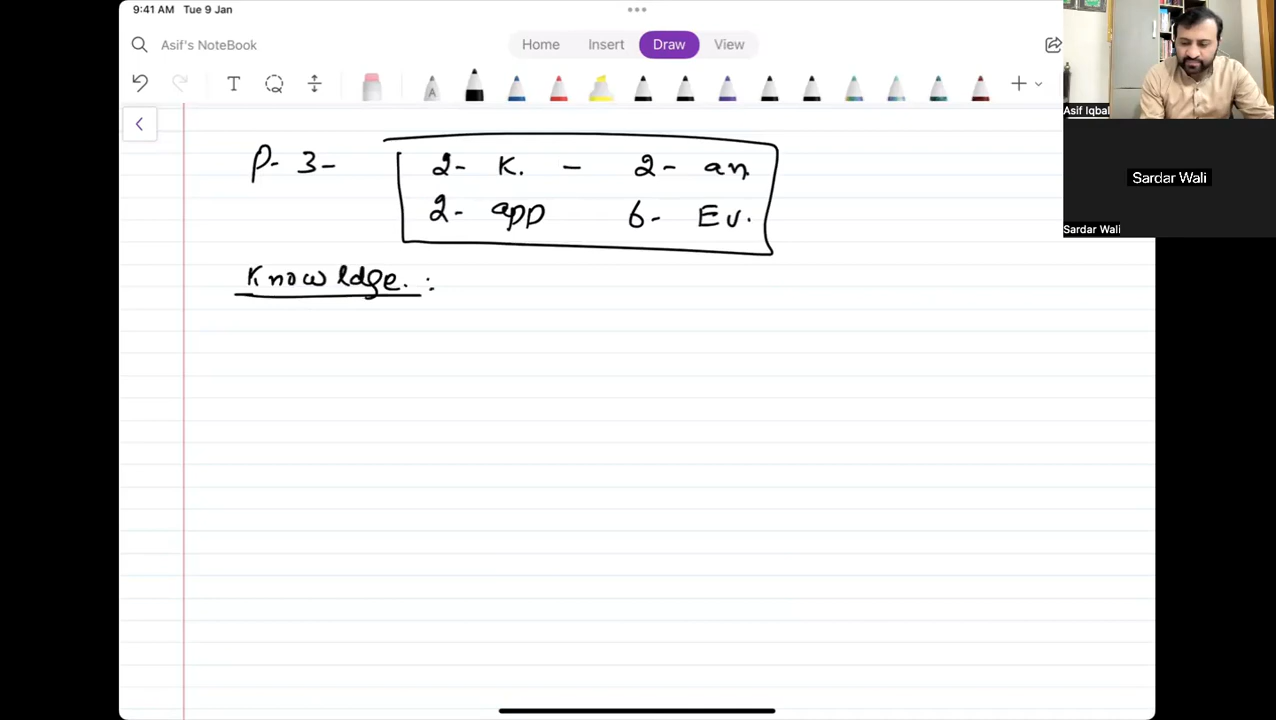 9:41 AM Tue 9 Jan
Asif's NoteBook
Home Insert Draw View
T A
P- 3- 2- K. - 2- an
2- app 6- Ev.
Knowldge. :
Asif Iqbal
Sardar Wali
Sardar Wali